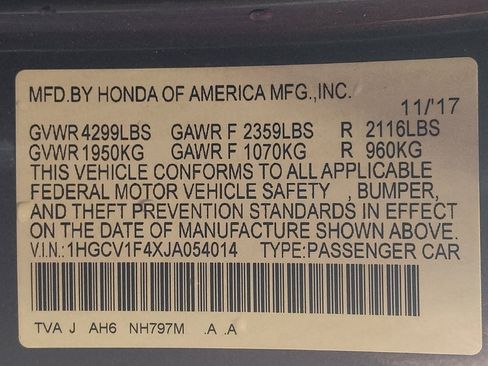 MFD.BY HONDA OF AMERICA MFG.,INC.
11/'17
GVWR 4299LBS GAWR F 2359LBS R 2116LBS
GVWR 1950KG GAWR F 1070KG R 960KG
THIS VEHICLE CONFORMS TO ALL APPLICABLE
FEDERAL MOTOR VEHICLE SAFETY , BUMPER,
AND THEFT PREVENTION STANDARDS IN EFFECT
ON THE DATE OF MANUFACTURE SHOWN ABOVE.
V.I.N.: 1HGCV1F4XJA054014 TYPE:PASSENGER CAR
TVA J AH6 NH797M .A .A